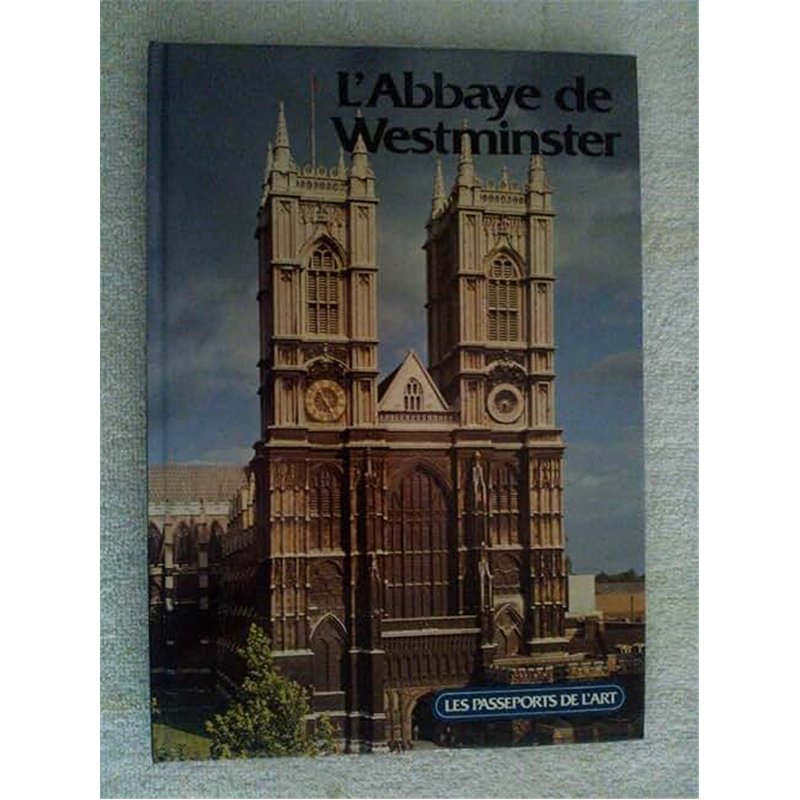 L'Abbaye de
Westminster
LES PASSEPORTS DE L'ART